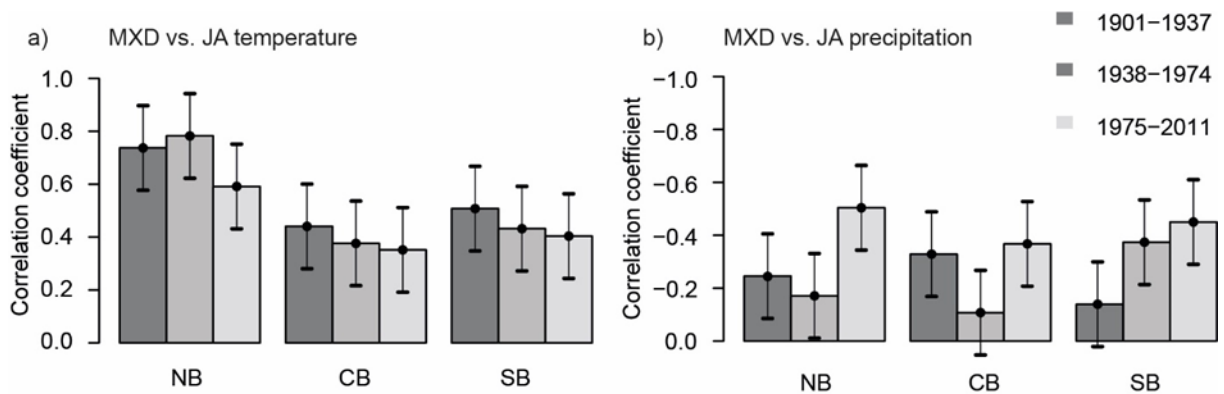 a) MXD vs. JA temperature
Correlation coefficient
1.0
0.8
0.6
0.4
0.2
0.0
NB CB SB
b) MXD vs. JA precipitation
Correlation coefficient
−1.0
−0.8
−0.6
−0.4
−0.2
0.0
NB CB SB
1901−1937
1938−1974
1975−2011